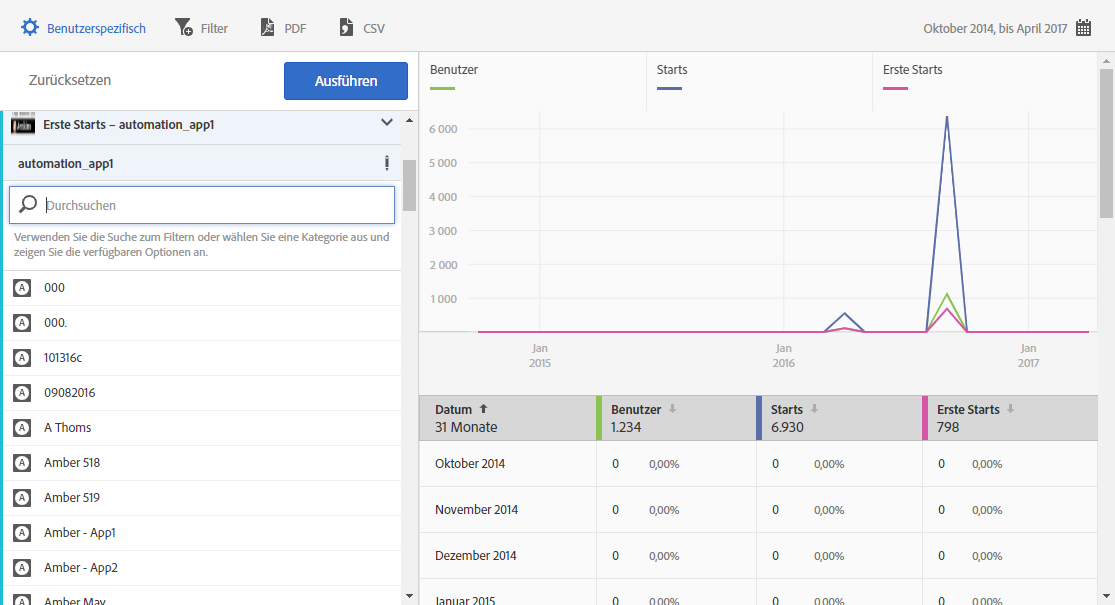 Benutzerspezifisch
Filter
PDF
CSV
Oktober 2014, bis April 2017
Zurücksetzen
Ausführen
Erste Starts – automation_app1
automation_app1
Durchsuchen
Verwenden Sie die Suche zum Filtern oder wählen Sie eine Kategorie aus und
zeigen Sie die verfügbaren Optionen an.
000
000.
101316c
09082016
A Thoms
Amber 518
Amber 519
Amber - App1
Amber - App2
Amber May
Benutzer
Starts
Erste Starts
6 000
5 000
4 000
3 000
2 000
1 000
Jan
2015
Jan
2016
Jan
2017
Datum Benutzer Starts Erste Starts
31 Monate 1.234 6.930 798
Oktober 2014 0 0,00% 0 0,00% 0 0,00%
November 2014 0 0,00% 0 0,00% 0 0,00%
Dezember 2014 0 0,00% 0 0,00% 0 0,00%
Januar 2015 0 0,00% 0 0,00% 0 0,00%